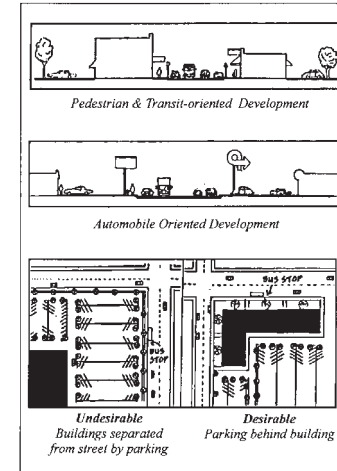 Pedestrian & Transit-oriented Development
Automobile Oriented Development
BUS STOP
BUS
STOP
Undesirable
Buildings separated
from street by parking
Desirable
Parking behind building